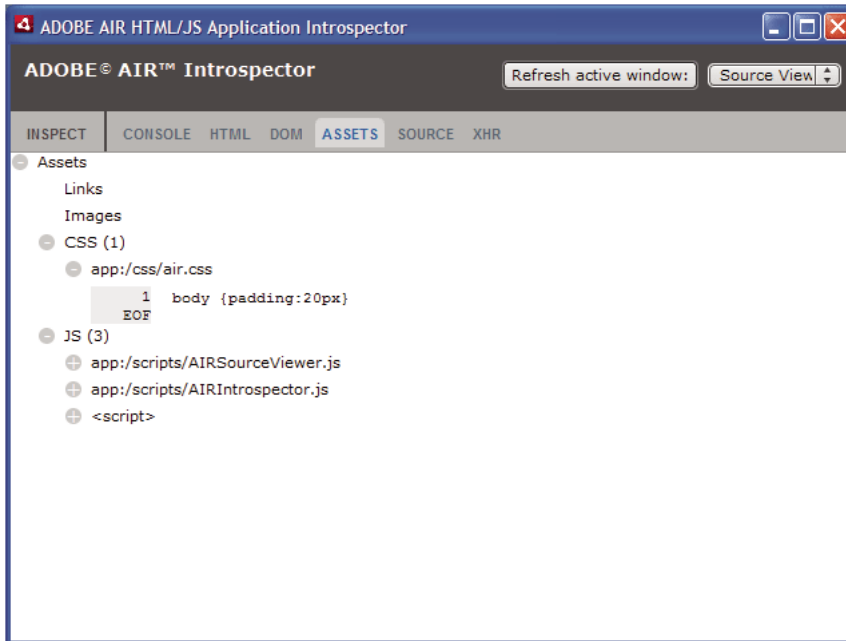 ADOBE AIR HTML/JS Application Introspector
ADOBE© AIR™ Introspector
Refresh active window: Source View
INSPECT CONSOLE HTML DOM ASSETS SOURCE XHR
Assets
Links
Images
CSS (1)
app:/css/air.css
1 body {padding:20px}
EOF
JS (3)
app:/scripts/AIRSourceViewer.js
app:/scripts/AIRIntrospector.js
<script>